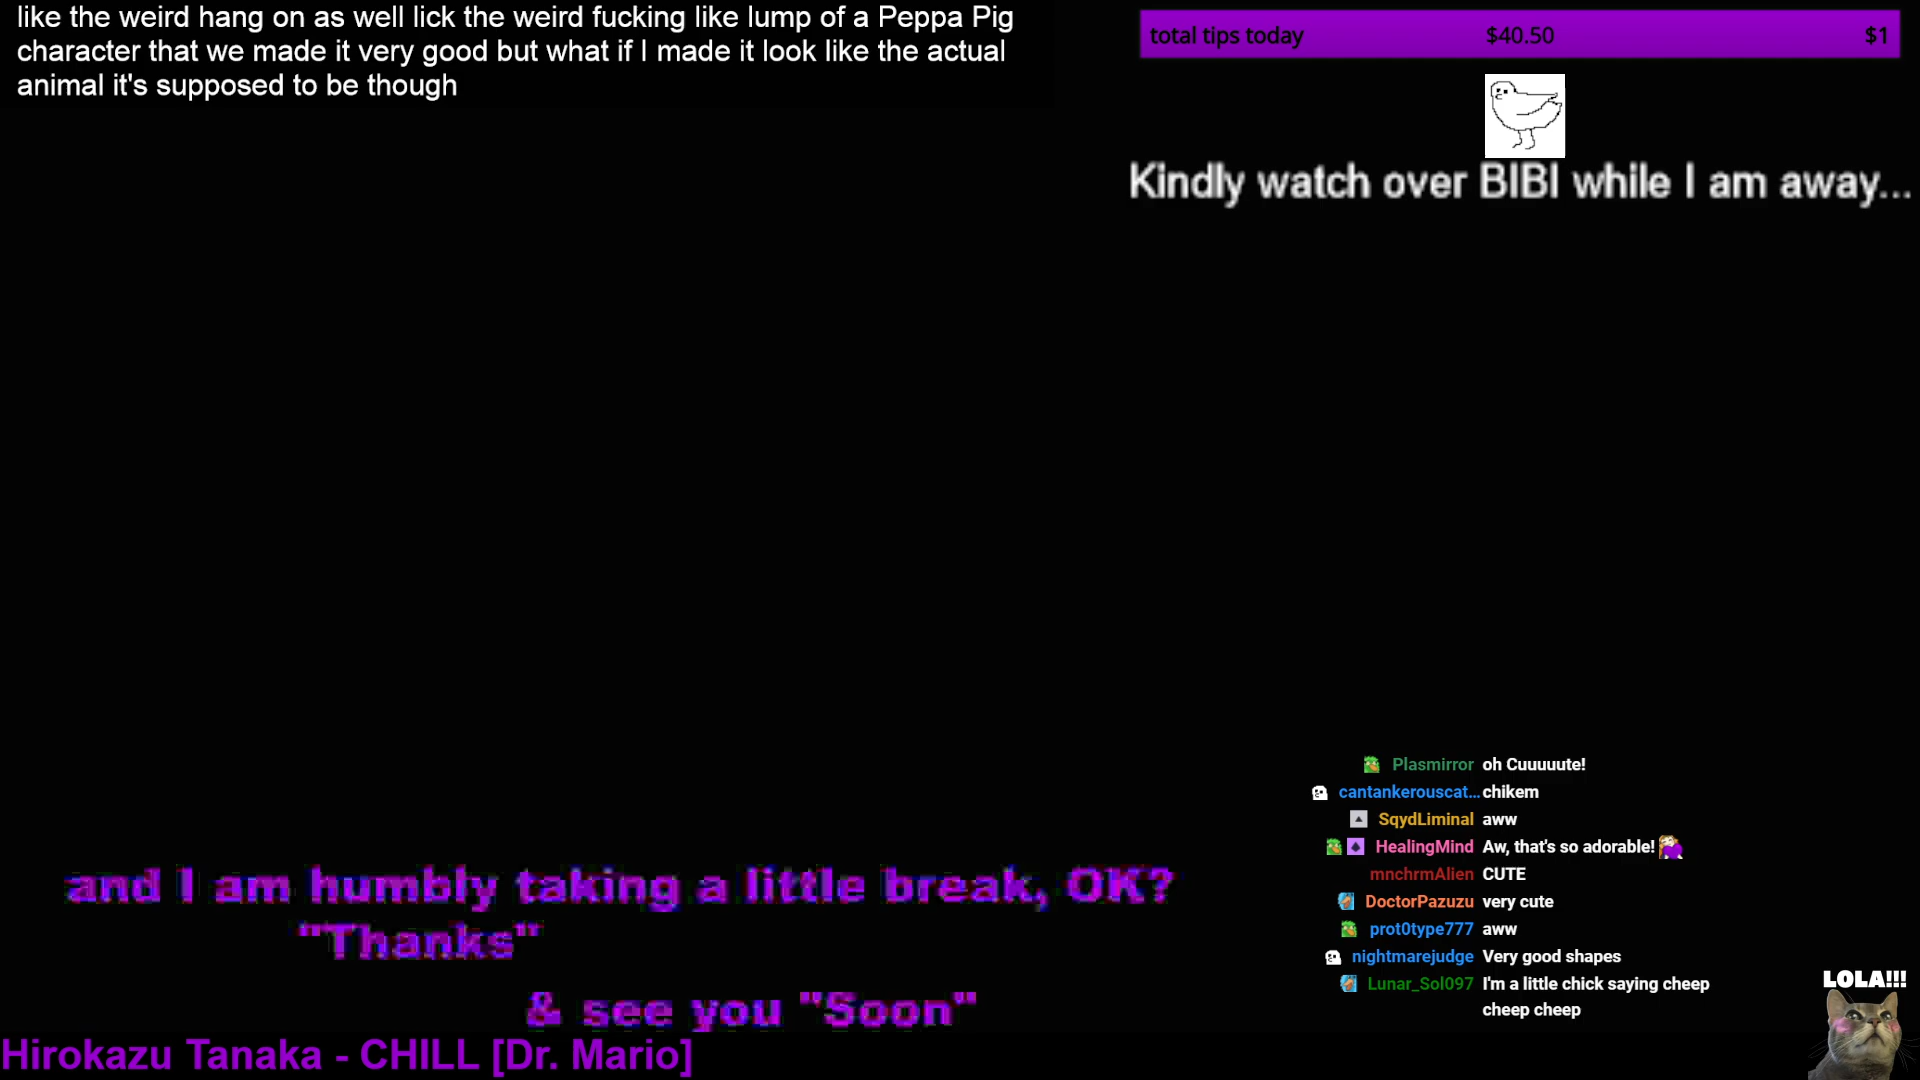 like the weird hang on as well lick the weird fucking like lump of a Peppa Pig
character that we made it very good but what if I made it look like the actual
animal it's supposed to be though
total tips today $40.50 $1
Kindly watch over BIBI while I am away...
Plasmirror oh Cuuuuute!
cantankerouscat... chikem
SqydLiminal aww
HealingMind Aw, that's so adorable!
mnchrmAlien CUTE
DoctorPazuzu very cute
prot0type777 aww
nightmarejudge Very good shapes
Lunar_Sol097 I'm a little chick saying cheep
cheep cheep
and I am humbly taking a little break, OK?
"Thanks"
& see you "Soon"
LOLA!!!
Hirokazu Tanaka - CHILL [Dr. Mario]